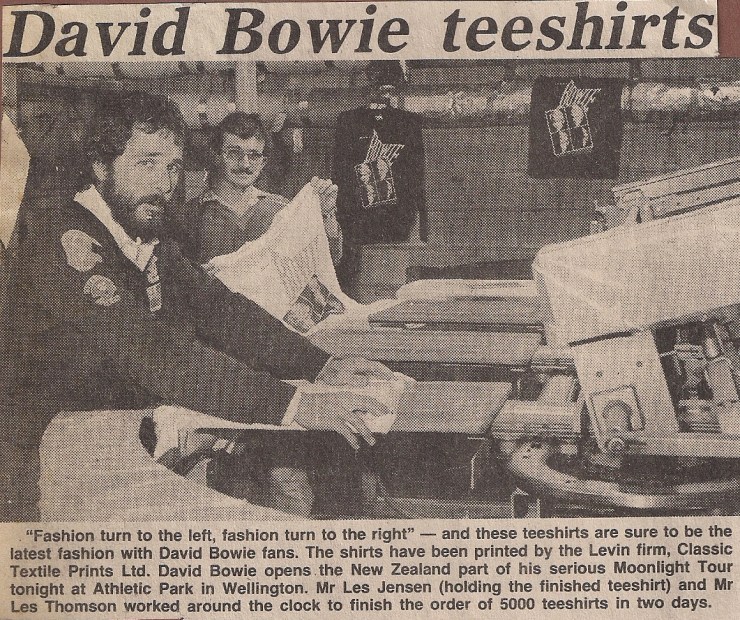 David Bowie teeshirts
"Fashion turn to the left, fashion turn to the right" — and these teeshirts are sure to be the
latest fashion with David Bowie fans. The shirts have been printed by the Levin firm, Classic
Textile Prints Ltd. David Bowie opens the New Zealand part of his serious Moonlight Tour
tonight at Athletic Park in Wellington. Mr Les Jensen (holding the finished teeshirt) and Mr
Les Thomson worked around the clock to finish the order of 5000 teeshirts in two days.